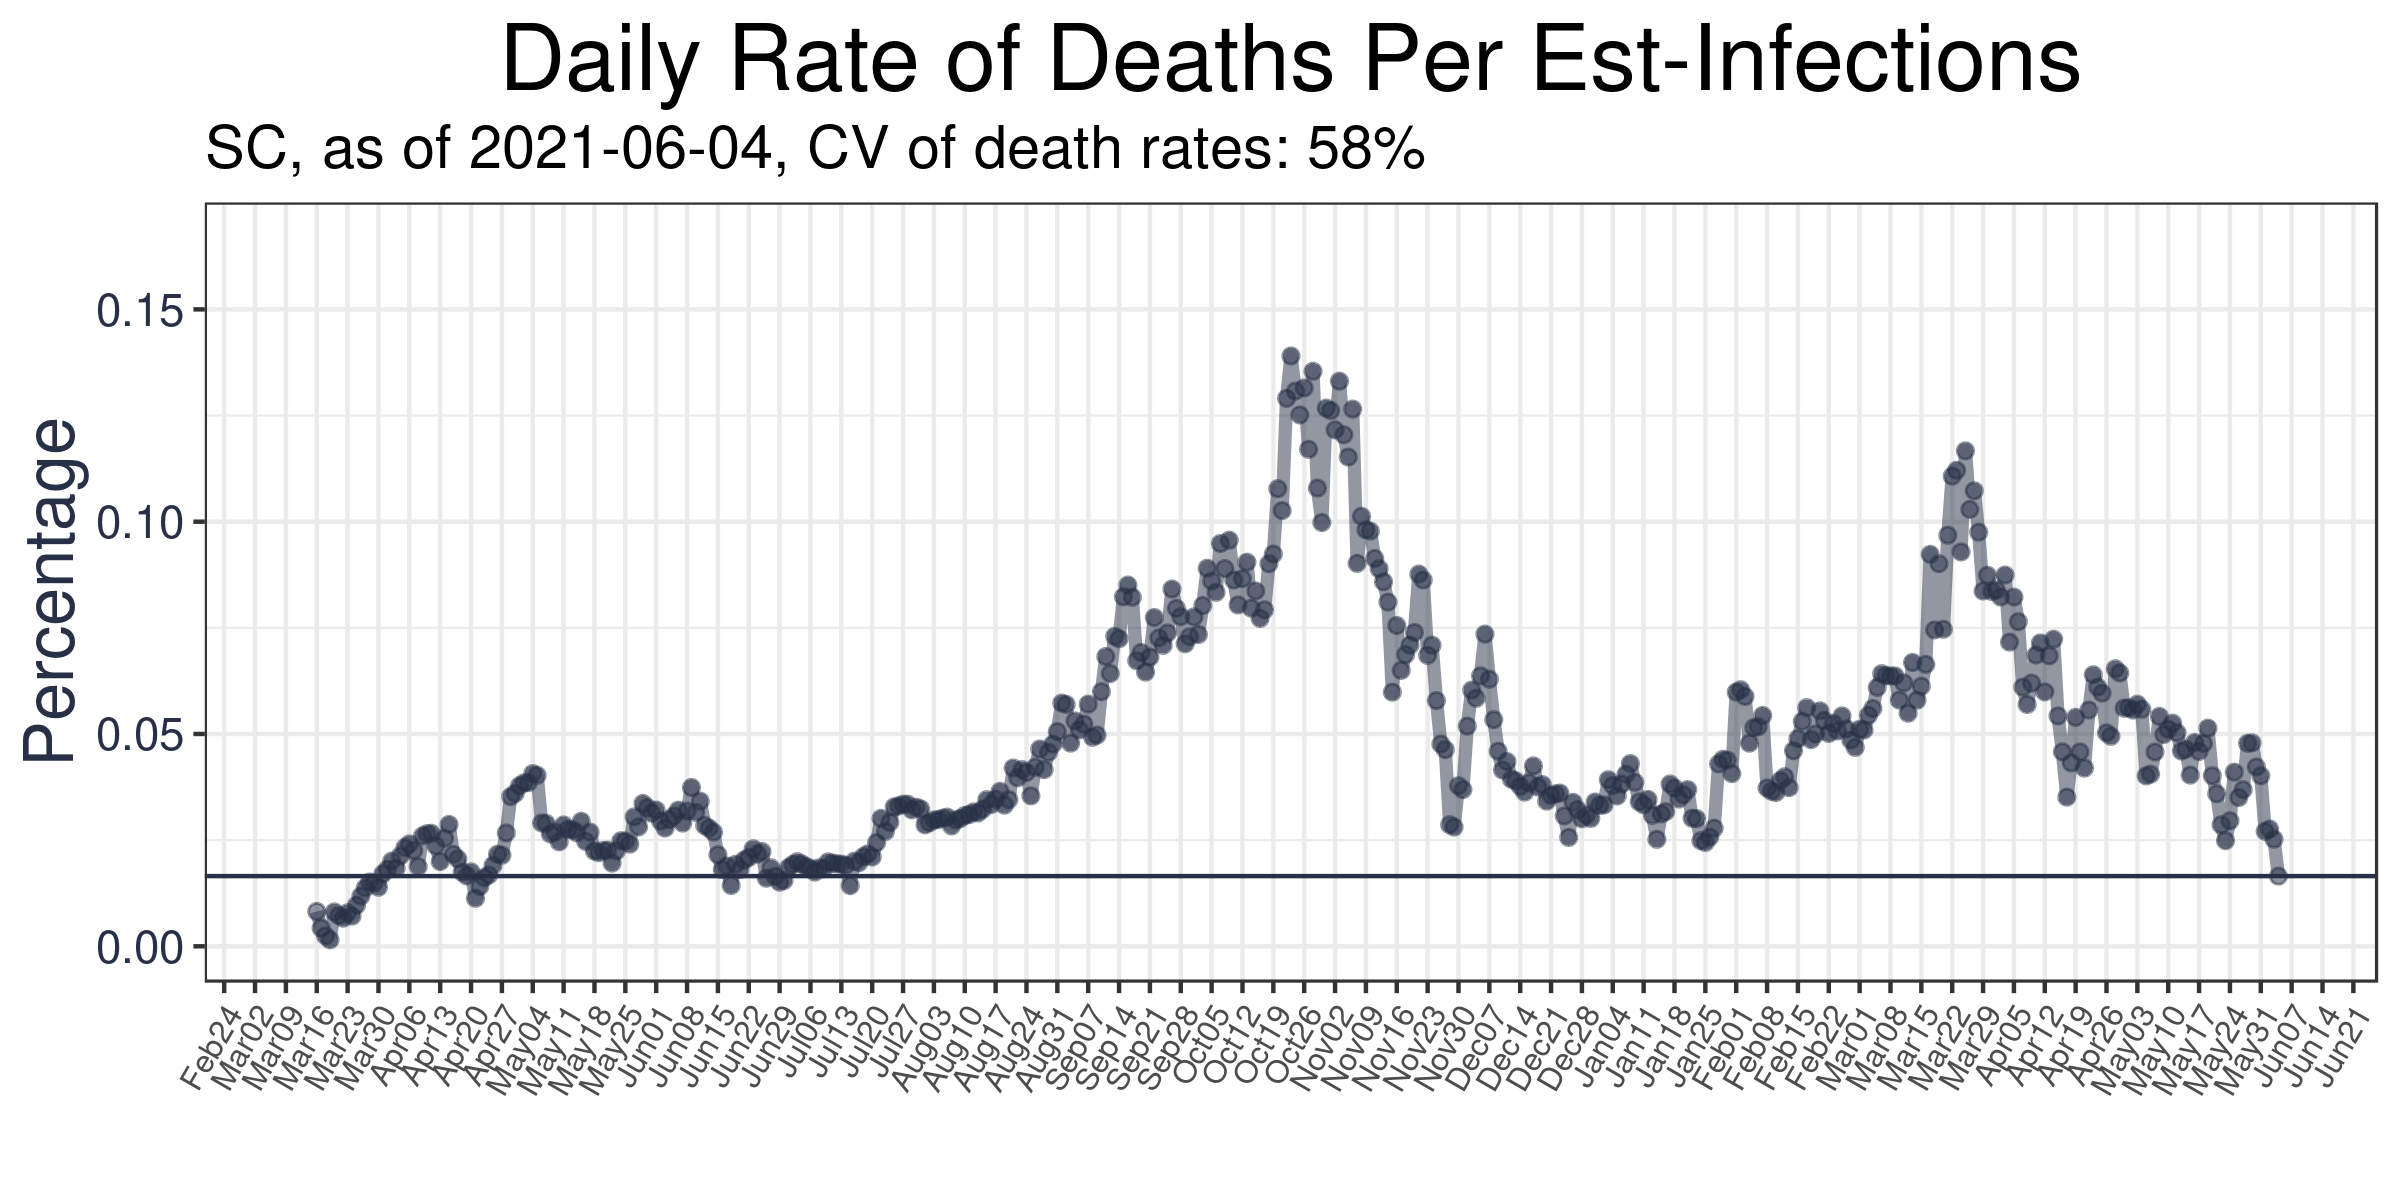 Daily Rate of Deaths Per Est-Infections
SC, as of 2021-06-04, CV of death rates: 58%
Percentage
0.15
0.10
0.05
0.00
Feb24
Mar02
Mar09
Mar16
Mar23
Mar30
Apr06
Apr13
Apr20
Apr27
May04
May11
May18
May25
Jun01
Jun08
Jun15
Jun22
Jun29
Jul06
Jul13
Jul20
Jul27
Aug03
Aug10
Aug17
Aug24
Aug31
Sep07
Sep14
Sep21
Sep28
Oct05
Oct12
Oct19
Oct26
Nov02
Nov09
Nov16
Nov23
Nov30
Dec07
Dec14
Dec21
Dec28
Jan04
Jan11
Jan18
Jan25
Feb01
Feb08
Feb15
Feb22
Mar01
Mar08
Mar15
Mar22
Mar29
Apr05
Apr12
Apr19
Apr26
May03
May10
May17
May24
May31
Jun07
Jun14
Jun21